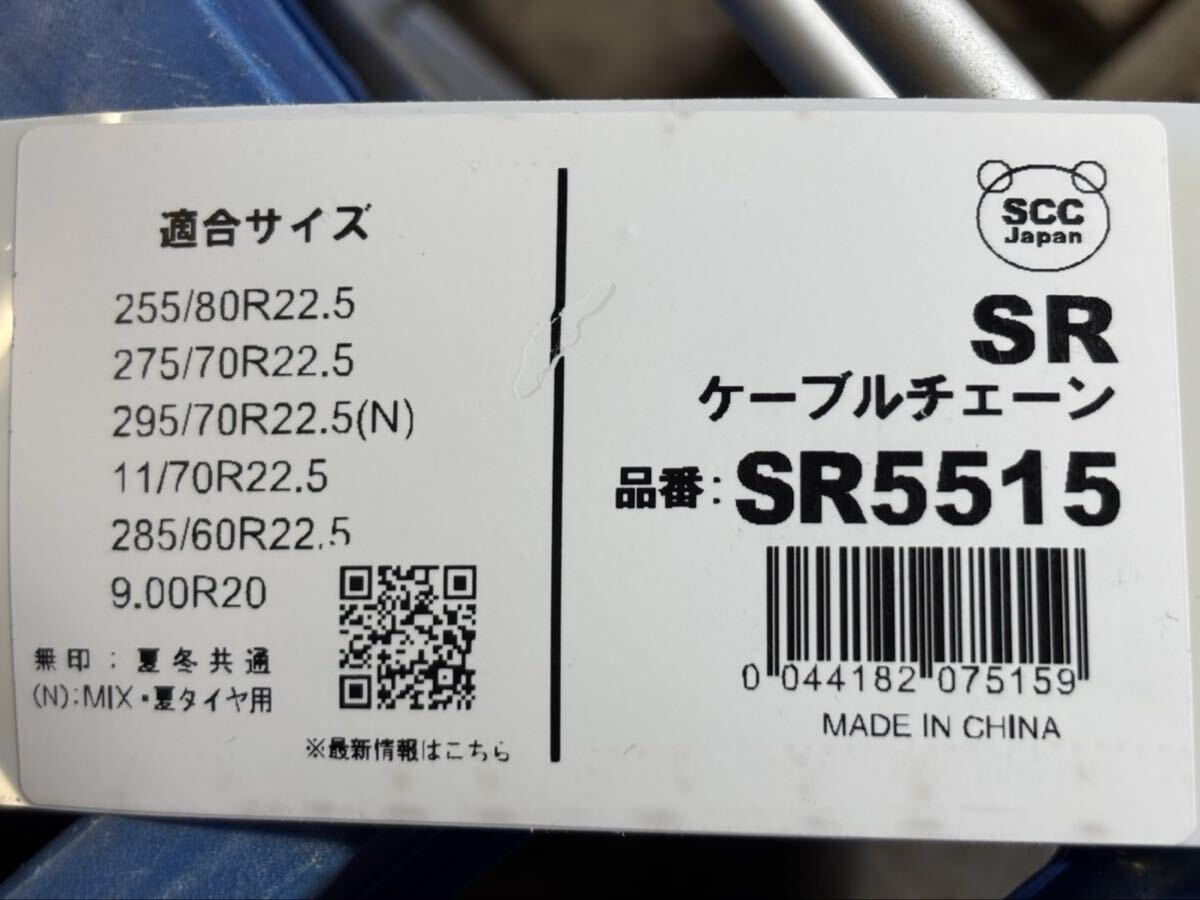 適合サイズ
255/80R22.5
275/70R22.5
295/70R22.5(N)
11/70R22.5
285/60R22.5
9.00R20
無印:夏冬共通
(N):MIX・夏タイヤ用
※最新情報はこちら
SCC
Japan
SR
ケーブルチェーン
品番:SR5515
0 044182 075159
MADE IN CHINA